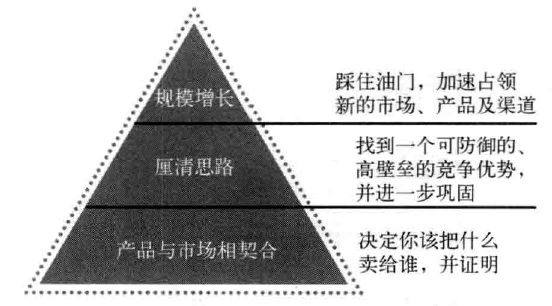 规模增长
踩住油门，加速占领
新的市场、产品及渠道
厘清思路
找到一个可防御的、
高壁垒的竞争优势，
并进一步巩固
产品与市场相契合
决定你该把什么
卖给谁，并证明